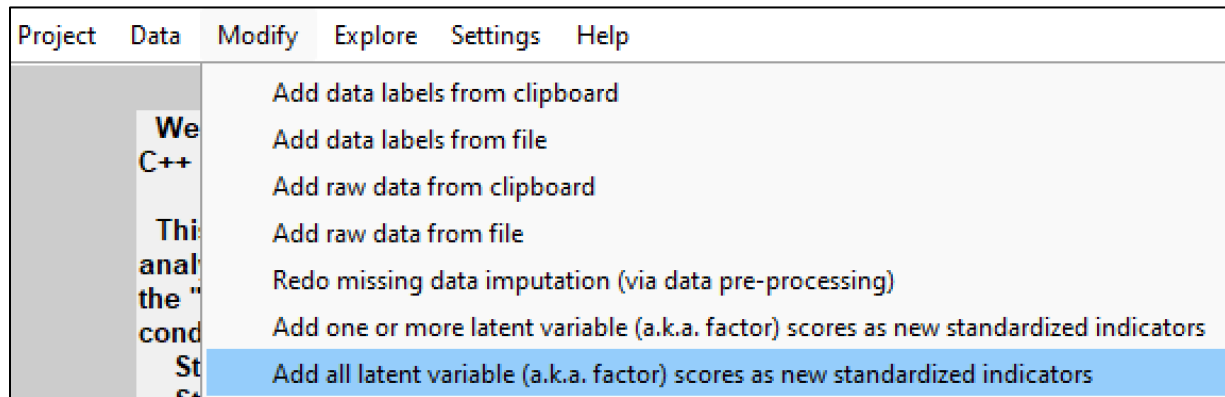 Project Data Modify Explore Settings Help
Add data labels from clipboard
We
Add data labels from file
C++
Add raw data from clipboard
Add raw data from file
anal
Redo missing data imputation (via data pre-processing)
the "
Add one or more latent variable (a.k.a. factor) scores as new standardized indicators
cond
Add all latent variable (a.k.a. factor) scores as new standardized indicators
St